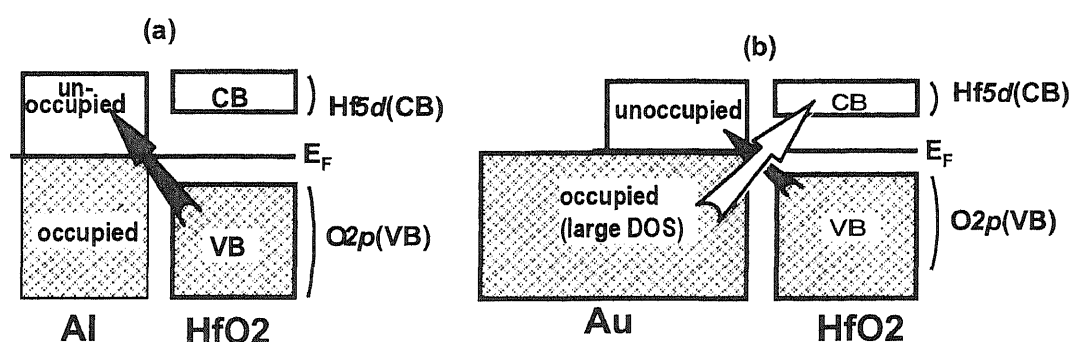 (a)
un-
occupied
CB
Hf5d(CB)
E_F
occupied
VB
O2p(VB)
Al
HfO2
(b)
unoccupied
CB
Hf5d(CB)
E_F
occupied
(large DOS)
VB
O2p(VB)
Au
HfO2